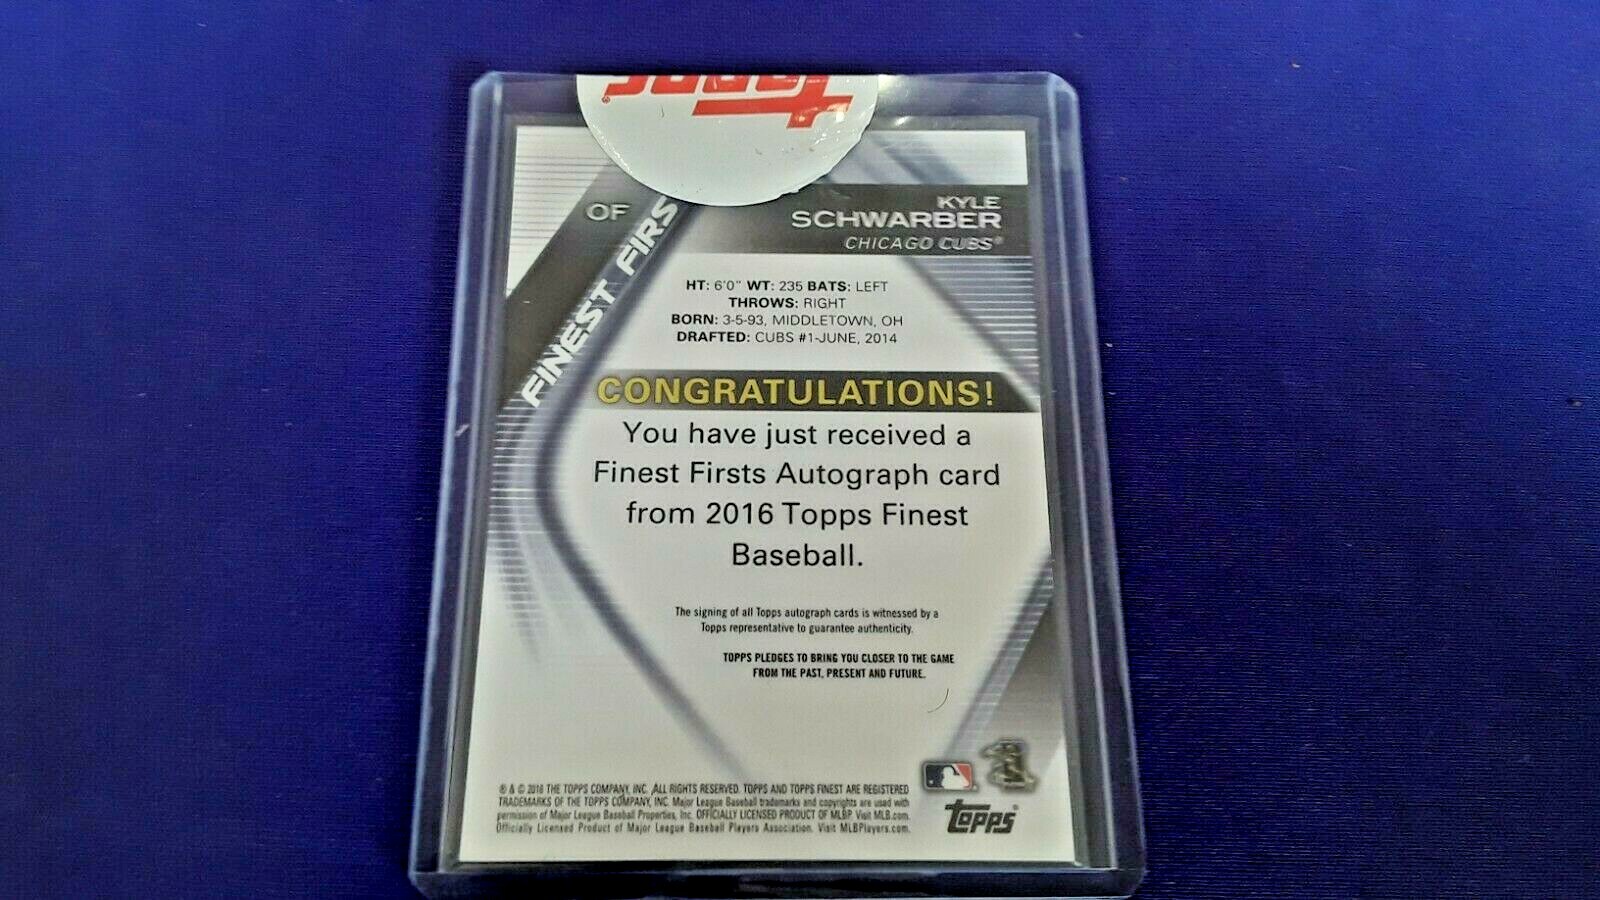 topps
OF
FINEST FIRS
KYLE
SCHWARBER
CHICAGO CUBS®
HT: 6'0" WT: 235 BATS: LEFT
THROWS: RIGHT
BORN: 3-5-93, MIDDLETOWN, OH
DRAFTED: CUBS #1-JUNE, 2014
CONGRATULATIONS!
You have just received a
Finest Firsts Autograph card
from 2016 Topps Finest
Baseball.
The signing of all Topps autograph cards is witnessed by a
Topps representative to guarantee authenticity.
TOPPS PLEDGES TO BRING YOU CLOSER TO THE GAME
FROM THE PAST, PRESENT AND FUTURE.
® & © 2016 THE TOPPS COMPANY, INC. ALL RIGHTS RESERVED. TOPPS AND TOPPS FINEST ARE REGISTERED
TRADEMARKS OF THE TOPPS COMPANY, INC. Major League Baseball trademarks and copyrights are used with
permission of Major League Baseball Properties, Inc. OFFICIALLY LICENSED PRODUCT OF MLBP Visit MLB.com.
Officially Licensed Product of Major League Baseball Players Association. Visit MLBPlayers.com.
topps®